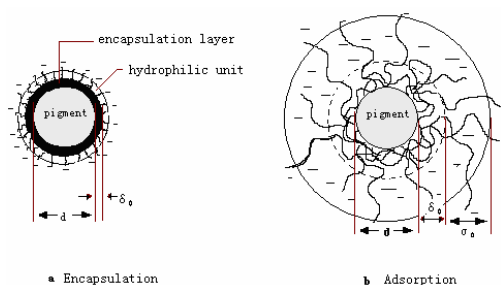 encapsulation layer
hydrophilic unit
pigment
pigment
d
δ₀
d
δ₀
σ₀
a Encapsulation
b Adsorption